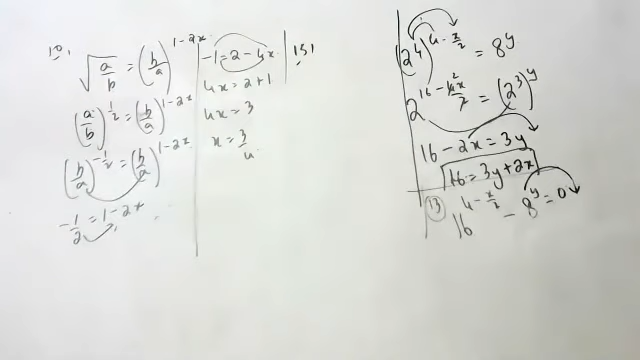 10.
√(a/b) = (b/a)^(1-2x)
(a/b)^(1/2) = (b/a)^(1-2x)
(b/a)^(-1/2) = (b/a)^(1-2x)
-1/2 = 1-2x
-1 = 2-4x
4x = 2+1
4x = 3
x = 3/4
(2^4)^(4-x/2) = 8^y
2^(16-4x/2) = (2^3)^y
16-2x = 3y
16 = 3y+2x
13
16^(4-x/2) - 8^y = 0